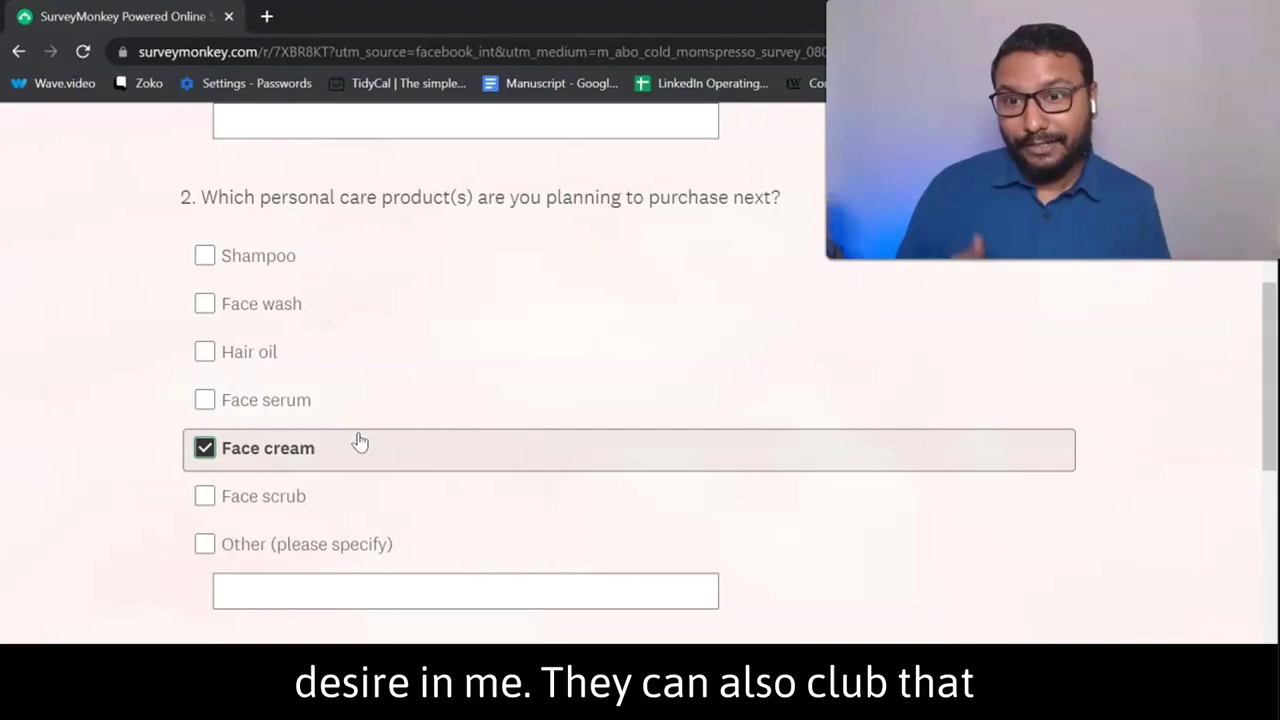 SurveyMonkey Powered Online S
surveymonkey.com/r/7XBR8KT?utm_source=facebook_int&utm_medium=m_abo_cold_momspresso_survey_080
Wave.video Zoko Settings - Passwords TidyCal | The simple... Manuscript - Googl... LinkedIn Operating... Co
2. Which personal care product(s) are you planning to purchase next?
Shampoo
Face wash
Hair oil
Face serum
Face cream
Face scrub
Other (please specify)
desire in me. They can also club that